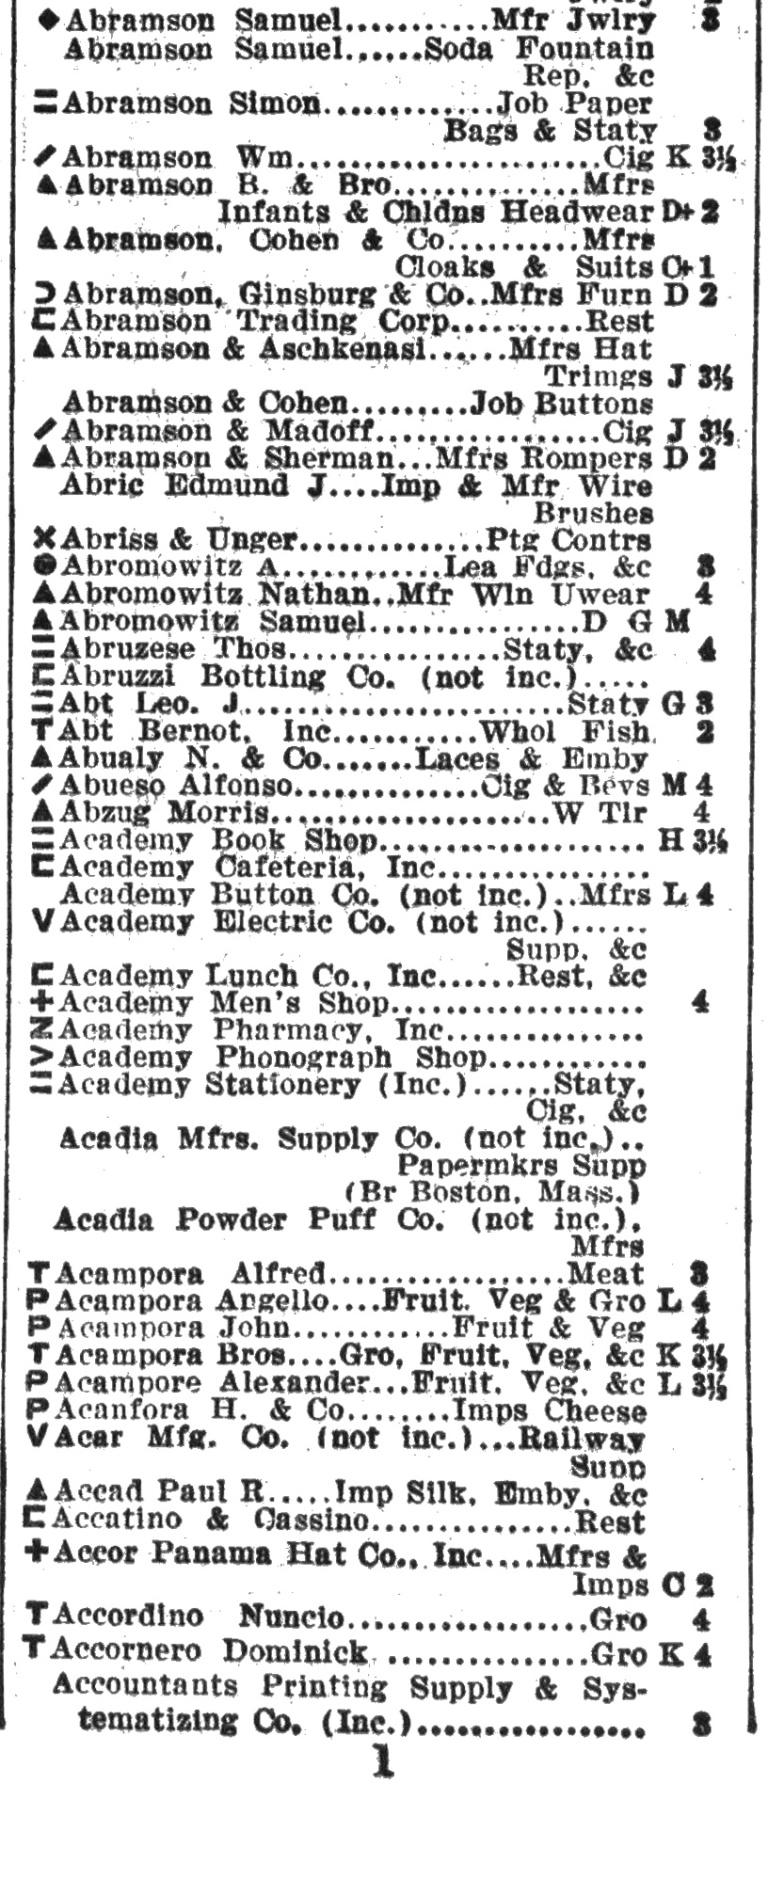 ◆Abramson Samuel............Mfr Jwlry 3
Abramson Samuel......Soda Fountain
Rep. &c
=Abramson Simon.............Job Paper
Bags & Staty 3
Abramson Wm.......................Cig K 3½
▲Abramson B. & Bro..............Mfrs
Infants & Chldns Headwear D+ 2
▲Abramson, Cohen & Co..........Mfrs
Cloaks & Suits C+ 1
⊃Abramson, Ginsburg & Co..Mfrs Furn D 2
⊏Abramson Trading Corp..........Rest
▲Abramson & Aschkenasi......Mfrs Hat
Trimgs J 3½
Abramson & Cohen.........Job Buttons
Abramson & Madoff.................Cig J 3½
▲Abramson & Sherman...Mfrs Rompers D 2
Abric Edmund J....Imp & Mfr Wire
Brushes
✕Abriss & Unger..............Ptg Contrs
Abromowitz A............Lea Fdgs, &c 3
▲Abromowitz Nathan..Mfr Wln Uwear 4
▲Abromowitz Samuel................D G M
=Abruzese Thos................Staty, &c 4
⊏Abruzzi Bottling Co. (not inc.).....
=Abt Leo. J........................Staty G 3
TAbt Bernot, Inc...........Whol Fish 2
▲Abualy N. & Co.......Laces & Emby
Abueso Alfonso..............Cig & Bevs M 4
▲Abzug Morris.....................W Tlr 4
=Academy Book Shop.................... H 3½
⊏Academy Cafeteria, Inc................
Academy Button Co. (not inc.)..Mfrs L 4
VAcademy Electric Co. (not inc.)......
Supp, &c
⊏Academy Lunch Co., Inc......Rest, &c
+Academy Men's Shop................... 4
ZAcademy Pharmacy, Inc...............
>Academy Phonograph Shop............
=Academy Stationery (Inc.)......Staty,
Cig, &c
Acadia Mfrs. Supply Co. (not inc.)..
Papermkrs Supp
(Br Boston, Mass.)
Acadia Powder Puff Co. (not inc.).
Mfrs
TAcampora Alfred..................Meat 3
PAcampora Angello....Fruit, Veg & Gro L 4
PAcampora John............Fruit & Veg 4
TAcampora Bros....Gro, Fruit, Veg, &c K 3½
PAcampore Alexander...Fruit, Veg, &c L 3½
PAcanfora H. & Co........Imps Cheese
VAcar Mfg. Co. (not inc.)...Railway
Supp
▲Accad Paul R.....Imp Silk, Emby, &c
⊏Accatino & Cassino................Rest
+Accor Panama Hat Co., Inc....Mfrs &
Imps C 2
TAccordino Nuncio..................Gro 4
TAccornero Dominick ...............Gro K 4
Accountants Printing Supply & Sys-
tematizing Co. (Inc.).................. 3
1